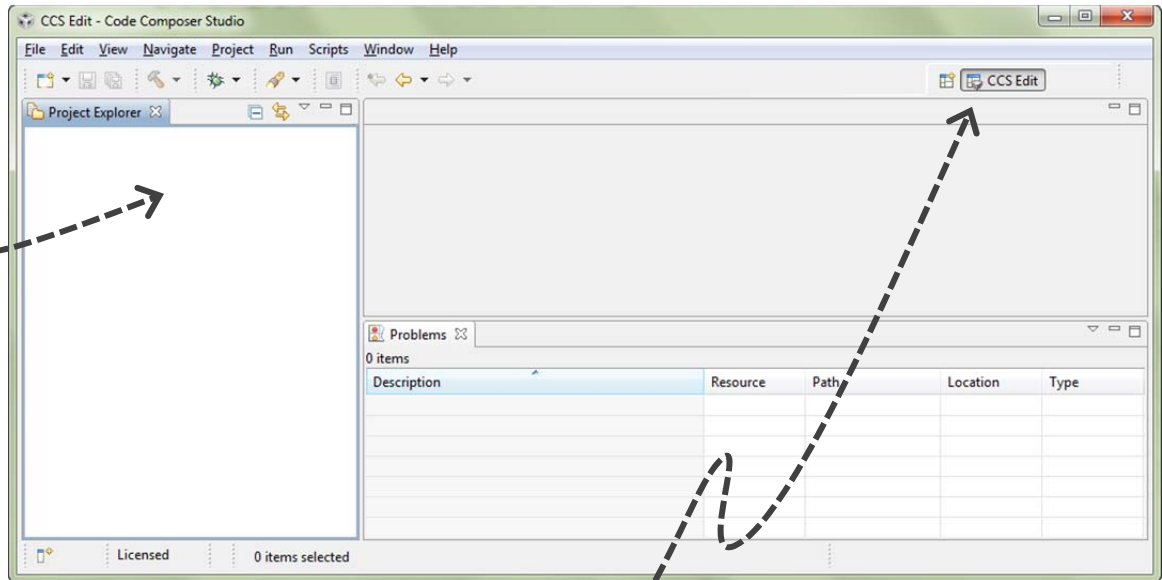 CCS Edit - Code Composer Studio
File Edit View Navigate Project Run Scripts Window Help
CCS Edit
Project Explorer
Problems
0 items
Description Resource Path Location Type
Licensed 0 items selected